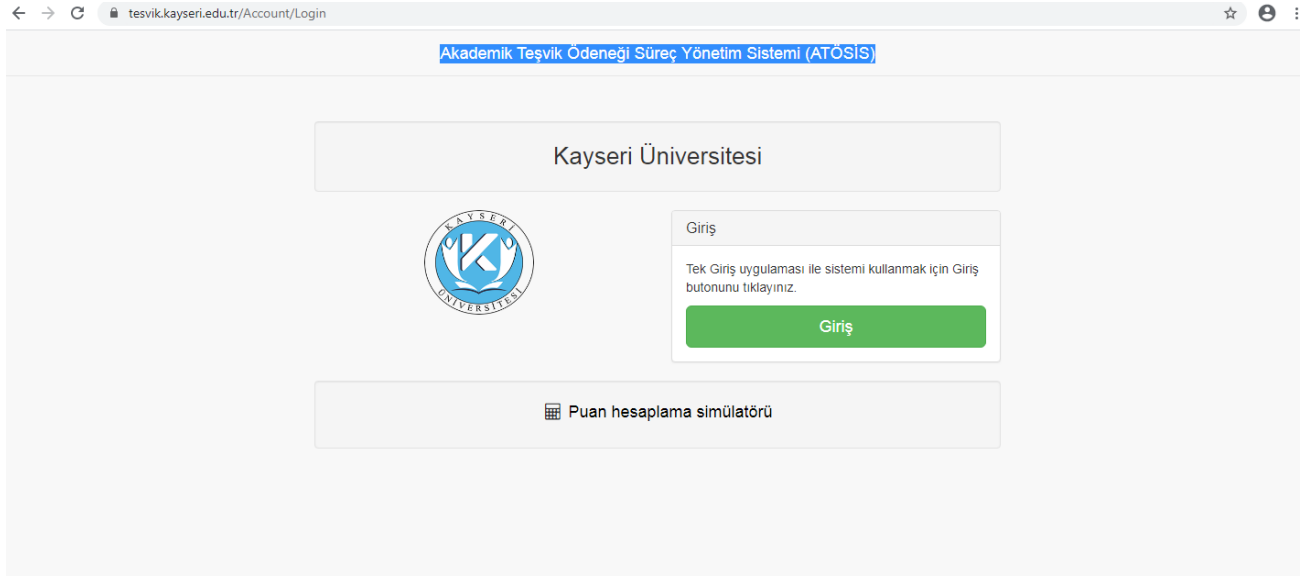 tesvik.kayseri.edu.tr/Account/Login
Akademik Teşvik Ödeneği Süreç Yönetim Sistemi (ATÖSİS)
Kayseri Üniversitesi
KAYSERİ
ÜNİVERSİTESİ
Giriş
Tek Giriş uygulaması ile sistemi kullanmak için Giriş
butonunu tıklayınız.
Giriş
Puan hesaplama simülatörü